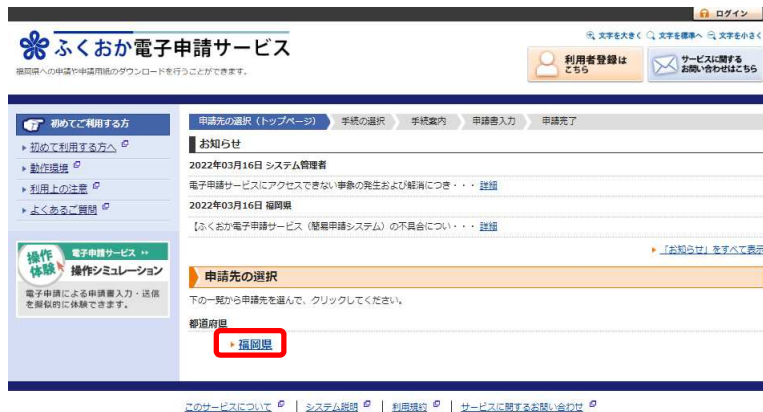 ログイン
文字を大きく 文字を標準へ 文字を小さく
ふくおか電子申請サービス
福岡県への申請や申請用紙のダウンロードを行うことができます。
利用者登録は
こちら
サービスに関する
お問い合わせはこちら
初めてご利用する方
初めて利用する方へ
動作環境
利用上の注意
よくあるご質問
操作
体験
電子申請サービス
操作シミュレーション
電子申請による申請書入力・送信
を擬似的に体験できます。
申請先の選択（トップページ） 手続の選択 手続案内 申請書入力 申請完了
お知らせ
2022年03月16日 システム管理者
電子申請サービスにアクセスできない事象の発生および解消につき・・・ 詳細
2022年03月16日 福岡県
【ふくおか電子申請サービス（簡易申請システム）の不具合につい・・・ 詳細
「お知らせ」をすべて表示
申請先の選択
下の一覧から申請先を選んで、クリックしてください。
都道府県
福岡県
このサービスについて | システム説明 | 利用規約 | サービスに関するお問い合わせ